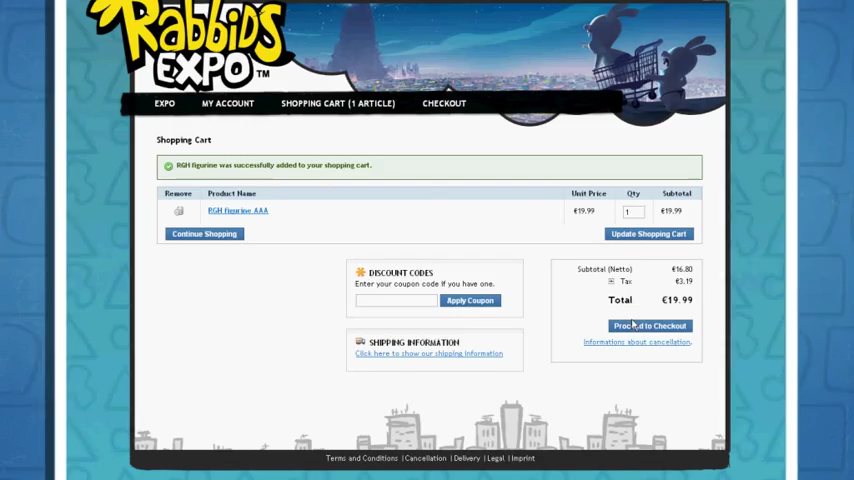 Rabbids
EXPO TM
EXPO MY ACCOUNT SHOPPING CART (1 ARTICLE) CHECKOUT
Shopping Cart
RGH figurine was successfully added to your shopping cart.
Remove Product Name Unit Price Qty Subtotal
RGH figurine AAA €19.99 1 €19.99
Continue Shopping Update Shopping Cart
DISCOUNT CODES
Enter your coupon code if you have one.
Apply Coupon
SHIPPING INFORMATION
Click here to show our shipping information
Subtotal (Netto) €16.80
Tax €3.19
Total €19.99
Proceed to Checkout
Informations about cancellation.
Terms and Conditions | Cancellation | Delivery | Legal | Imprint